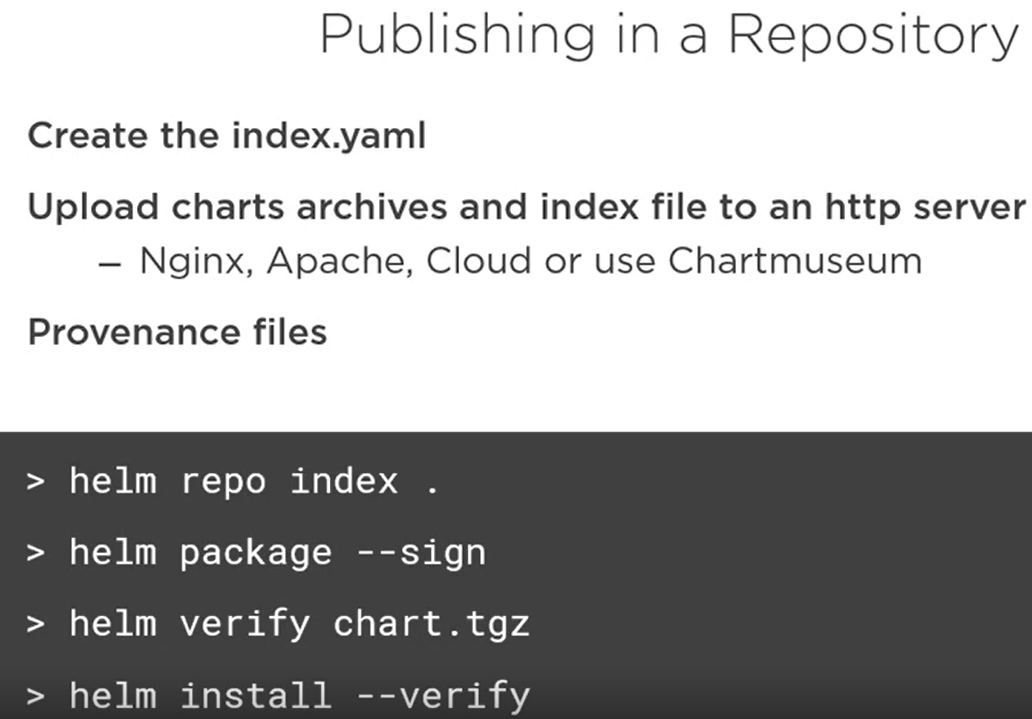 Publishing in a Repository
Create the index.yaml
Upload charts archives and index file to an http server
– Nginx, Apache, Cloud or use Chartmuseum
Provenance files
> helm repo index .
> helm package --sign
> helm verify chart.tgz
> helm install --verify